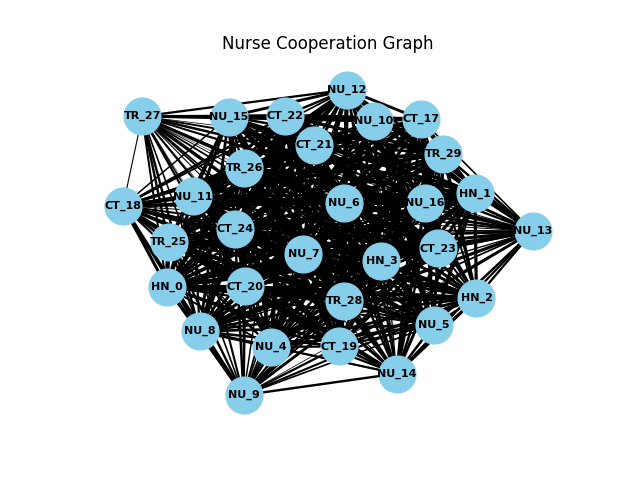 Nurse Cooperation Graph
NU_12
TR_27
NU_15
CT_22
NU_10
CT_17
CT_21
TR_29
TR_26
NU_11
HN_1
CT_18
NU_6
NU_16
CT_24
NU_13
TR_25
CT_23
NU_7
HN_3
HN_0
CT_20
TR_28
HN_2
NU_8
NU_5
NU_4
CT_19
NU_14
NU_9